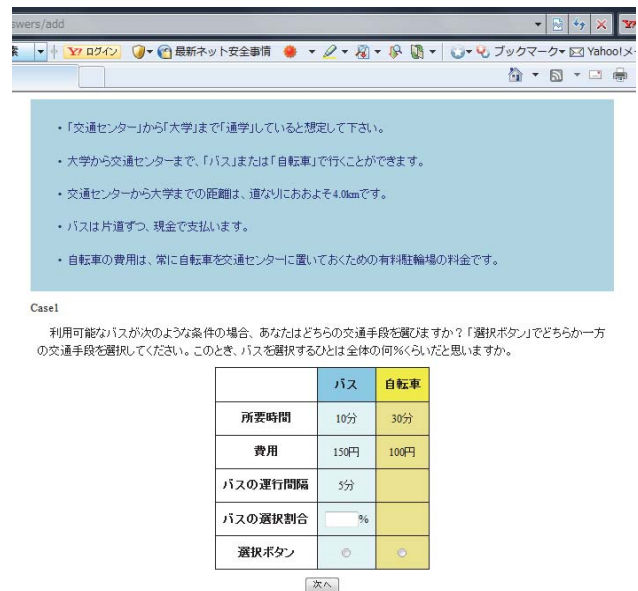 swers/add
索 Y7 ログイン 最新ネット安全事情 ブックマーク Yahoo!メー
・「交通センター」から「大学」まで「通学」していると想定して下さい。
・大学から交通センターまで、「バス」または「自転車」で行くことができます。
・交通センターから大学までの距離は、道なりにおおよそ4.0kmです。
・バスは片道ずつ、現金で支払います。
・自転車の費用は、常に自転車を交通センターに置いておくための有料駐輪場の料金です。
Case1
利用可能なバスが次のような条件の場合、あなたはどちらの交通手段を選びますか？「選択ボタン」でどちらか一方
の交通手段を選択してください。このとき、バスを選択するひとは全体の何%くらいだと思いますか。
バス 自転車
所要時間 10分 30分
費用 150円 100円
バスの運行間隔 5分
バスの選択割合 %
選択ボタン
次へ